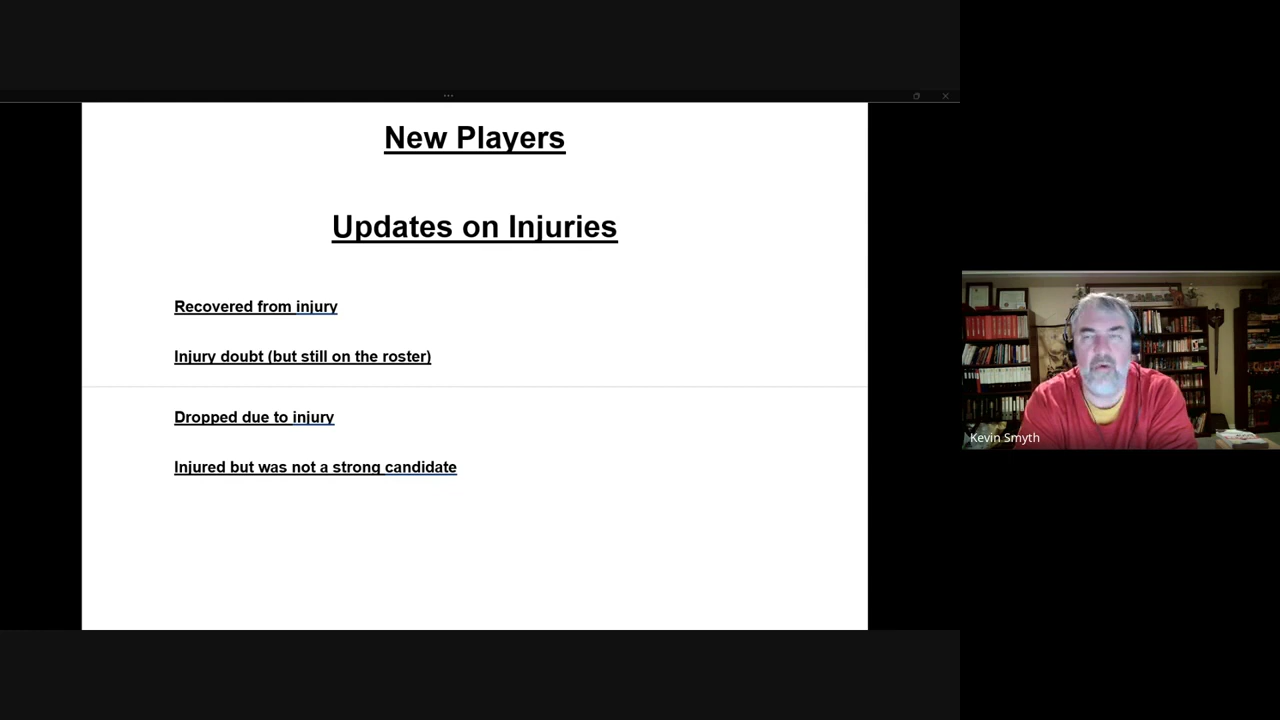 New Players
Updates on Injuries
Recovered from injury
Injury doubt (but still on the roster)
Dropped due to injury
Injured but was not a strong candidate
Kevin Smyth